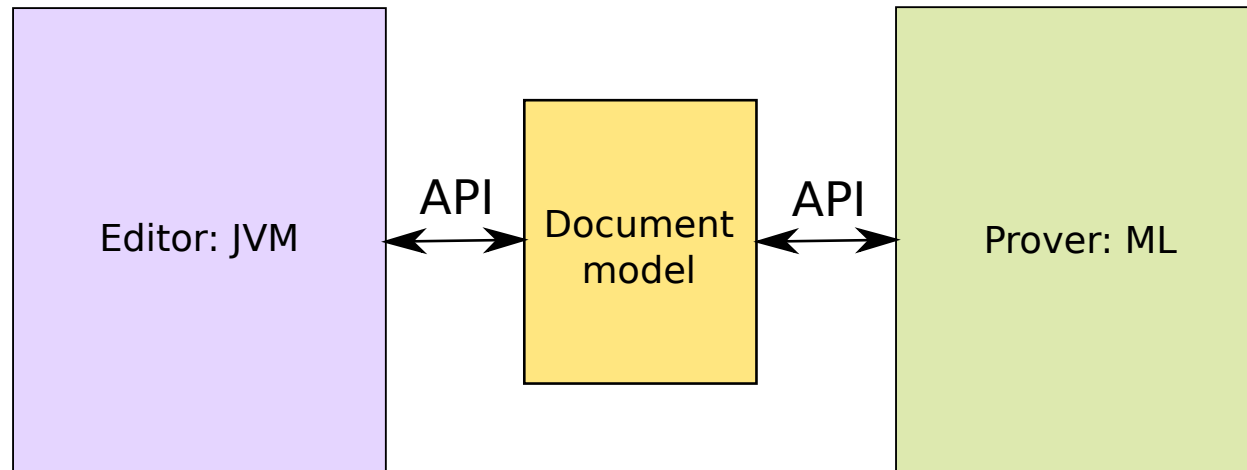 Editor: JVM
API
Document
model
API
Prover: ML